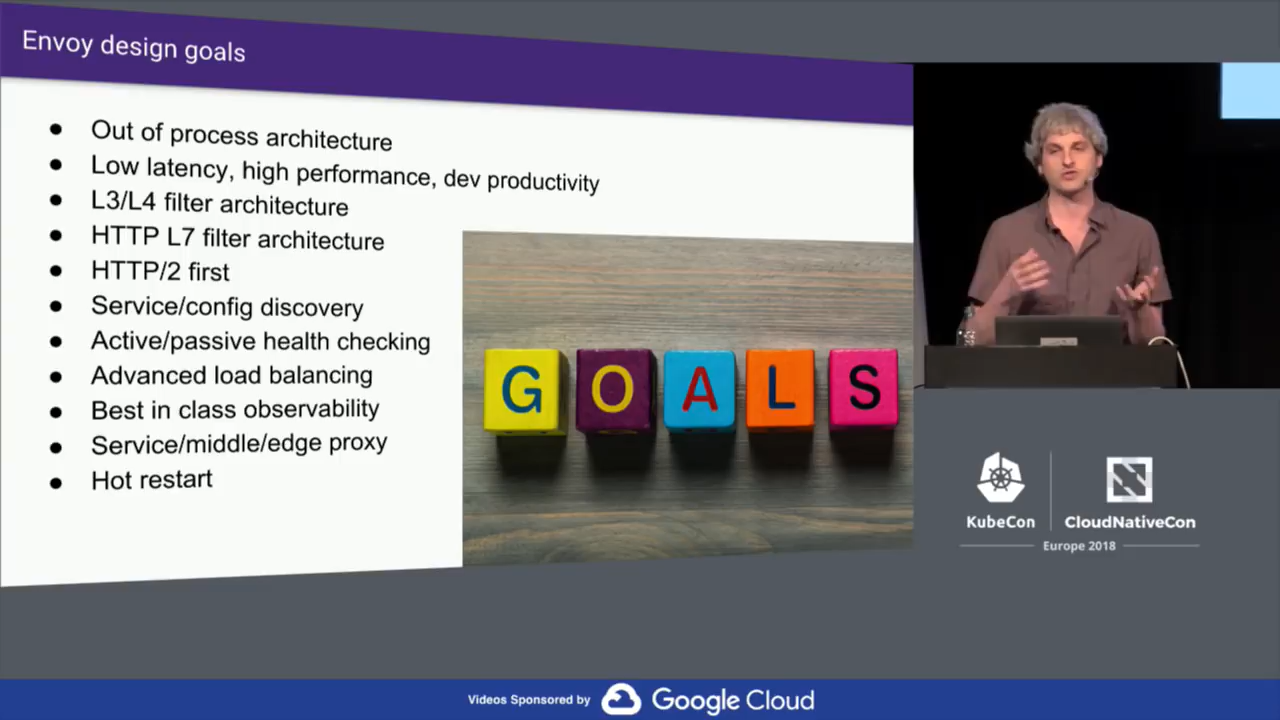 Envoy design goals
Out of process architecture
Low latency, high performance, dev productivity
L3/L4 filter architecture
HTTP L7 filter architecture
HTTP/2 first
Service/config discovery
Active/passive health checking
Advanced load balancing
Best in class observability
Service/middle/edge proxy
Hot restart
GOALS
KubeCon
CloudNativeCon
Europe 2018
Videos Sponsored by Google Cloud